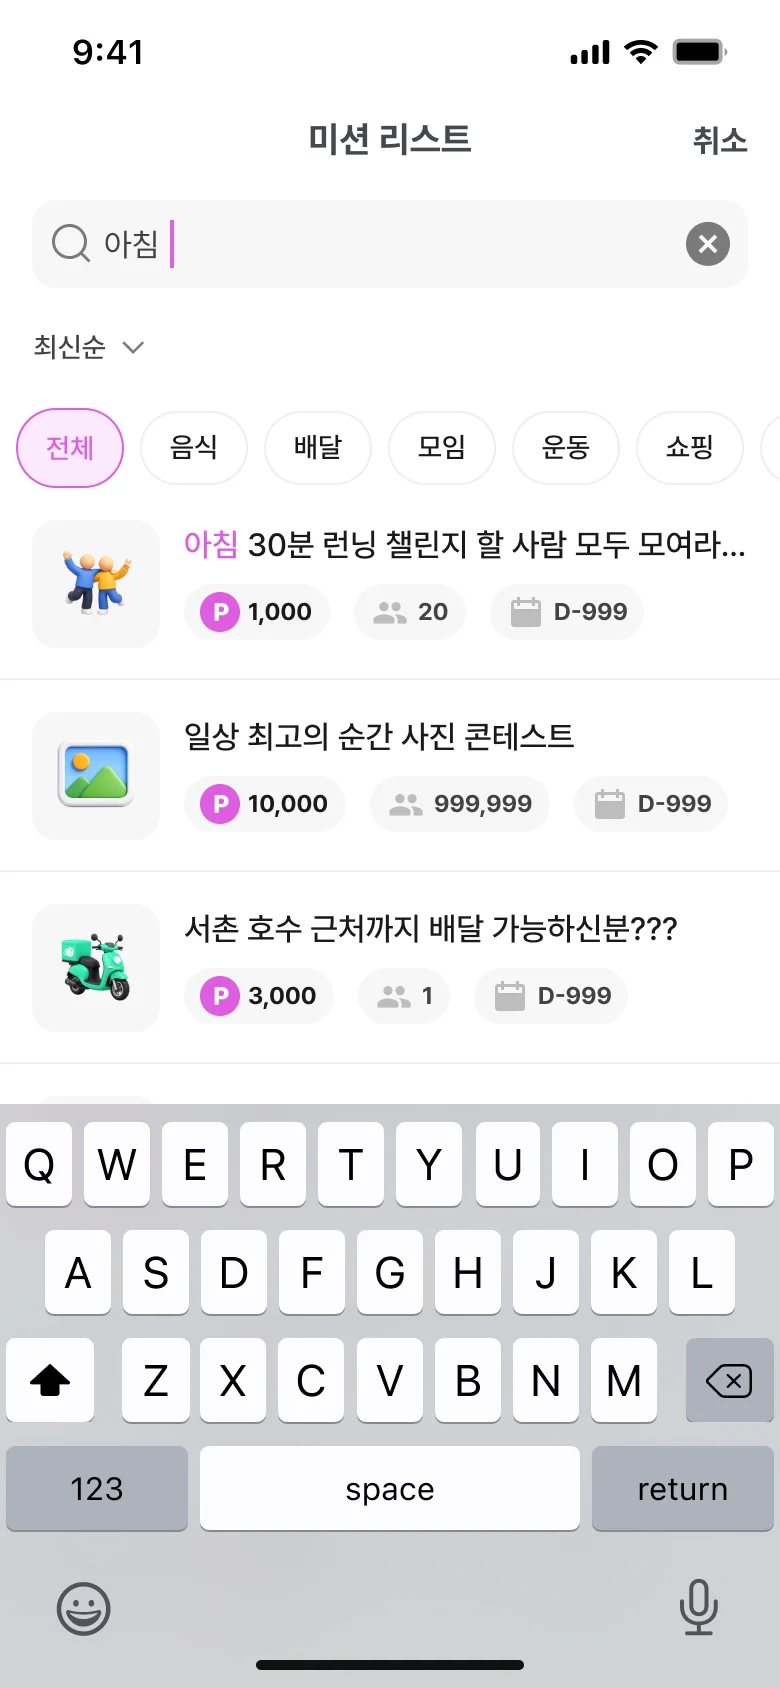 9:41
미션 리스트 취소
아침
최신순
전체 음식 배달 모임 운동 쇼핑
아침 30분 런닝 챌린지 할 사람 모두 모여라...
P 1,000 20 D-999
일상 최고의 순간 사진 콘테스트
P 10,000 999,999 D-999
서촌 호수 근처까지 배달 가능하신분???
P 3,000 1 D-999
Q W E R T Y U I O P
A S D F G H J K L
Z X C V B N M
123 space return